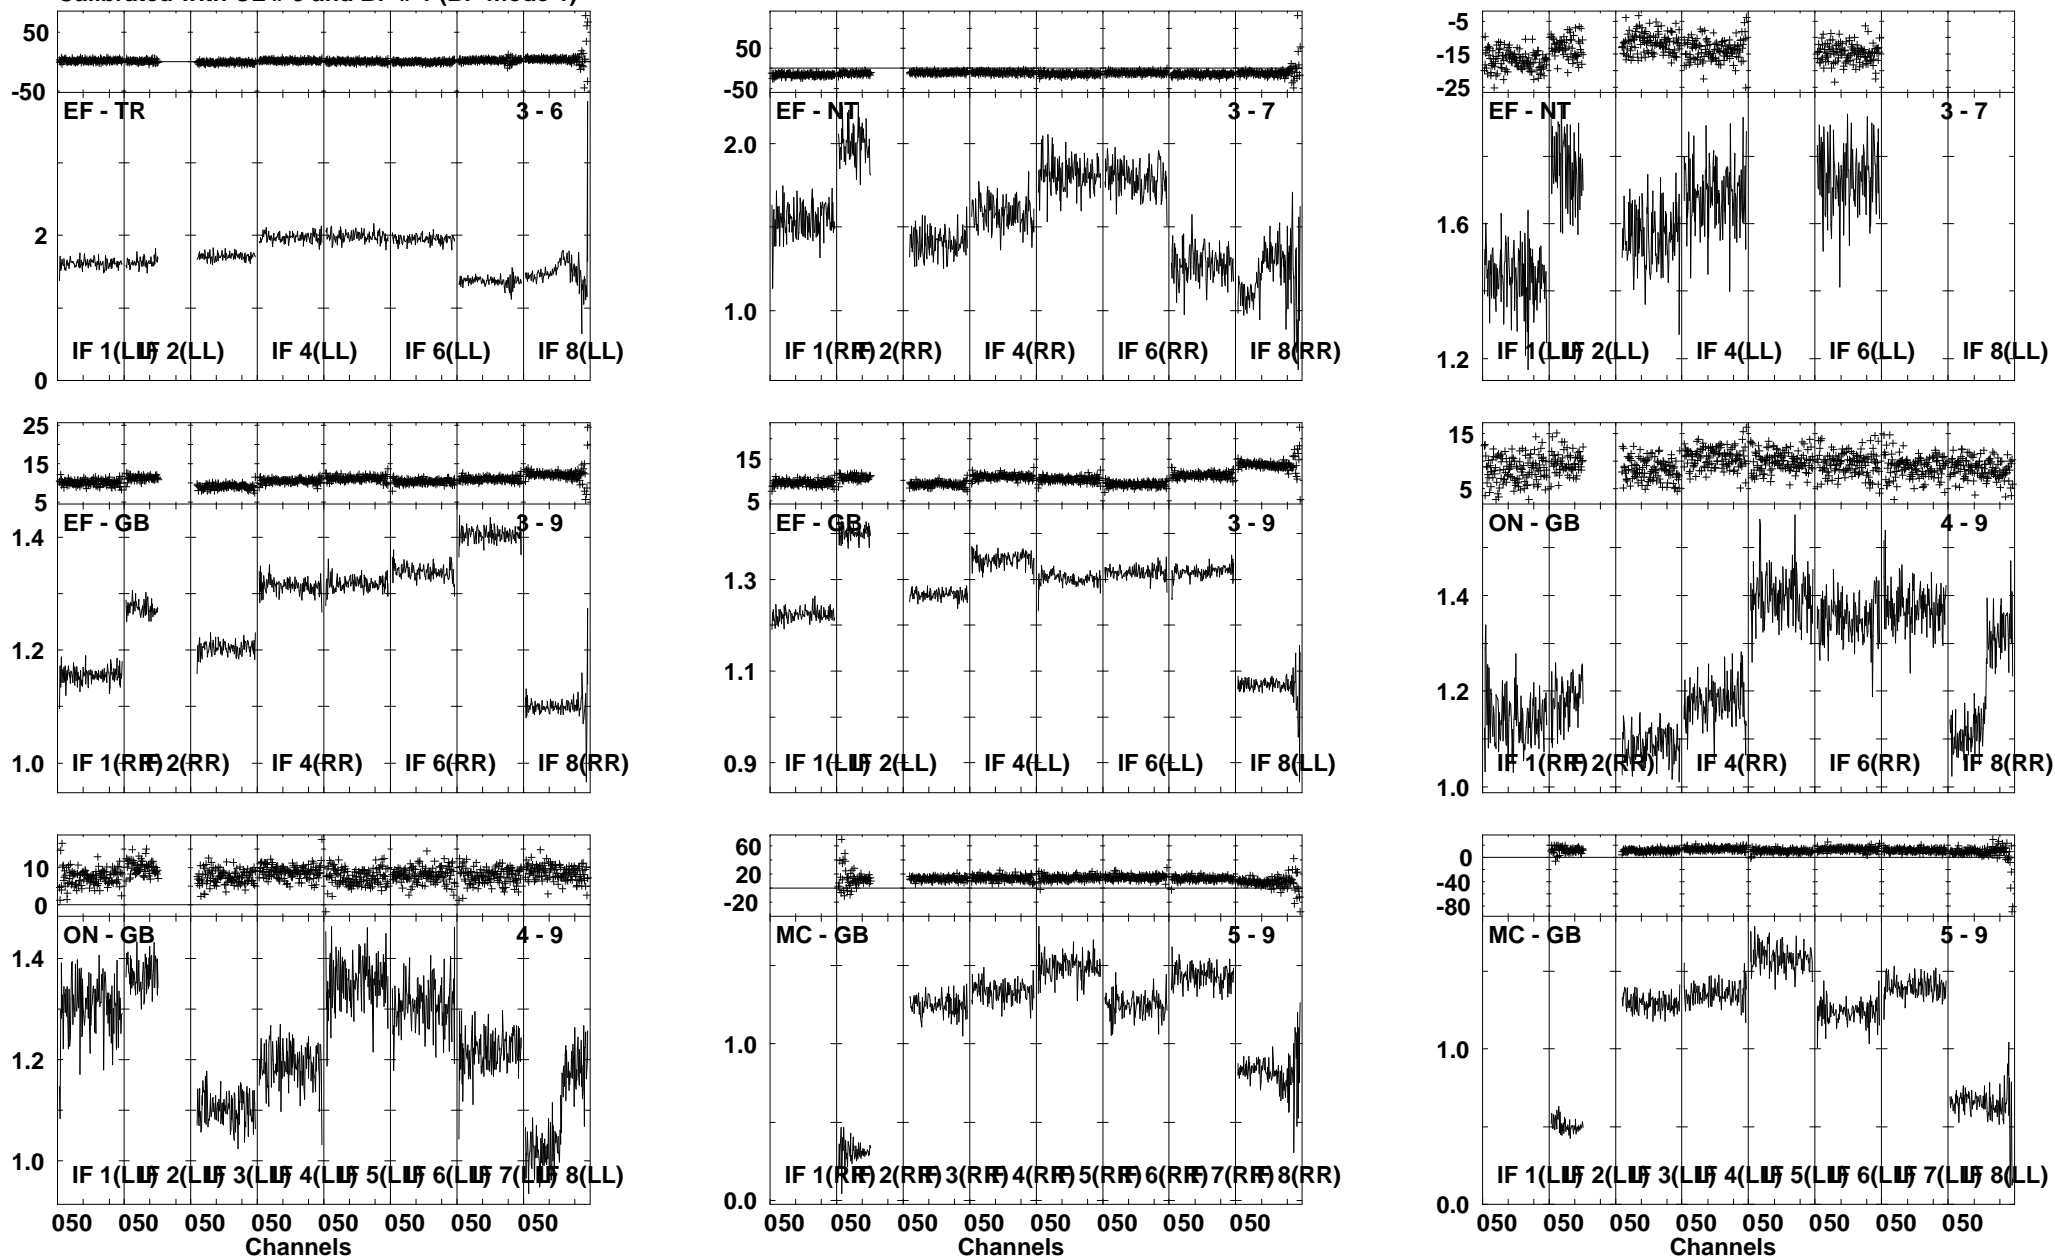 50
-50
EF - TR 3 - 6
2
0
IF 1(LL) IF 2(LL) IF 4(LL) IF 6(LL) IF 8(LL)
50
-50
EF - NT 3 - 7
2.0
1.0
IF 1(RR) IF 2(RR) IF 4(RR) IF 6(RR) IF 8(RR)
-5
-15
-25
EF - NT 3 - 7
1.6
1.2
IF 1(LL) IF 2(LL) IF 4(LL) IF 6(LL) IF 8(LL)
25
15
5
EF - GB 3 - 9
1.4
1.2
1.0
IF 1(RR) IF 2(RR) IF 4(RR) IF 6(RR) IF 8(RR)
15
5
EF - GB 3 - 9
1.3
1.1
0.9
IF 1(LL) IF 2(LL) IF 4(LL) IF 6(LL) IF 8(LL)
15
5
ON - GB 4 - 9
1.4
1.2
1.0
IF 1(RR) IF 2(RR) IF 4(RR) IF 6(RR) IF 8(RR)
10
0
ON - GB 4 - 9
1.4
1.2
1.0
IF 1(LL) IF 2(LL) IF 3(LL) IF 4(LL) IF 5(LL) IF 6(LL) IF 7(LL) IF 8(LL)
050 050 050 050 050 050 050 050
Channels
60
20
-20
MC - GB 5 - 9
1.0
0.0
IF 1(RR) IF 2(RR) IF 3(RR) IF 4(RR) IF 5(RR) IF 6(RR) IF 7(RR) IF 8(RR)
050 050 050 050 050 050 050 050
Channels
0
-40
-80
MC - GB 5 - 9
1.0
0.0
IF 1(LL) IF 2(LL) IF 3(LL) IF 4(LL) IF 5(LL) IF 6(LL) IF 7(LL) IF 8(LL)
050 050 050 050 050 050 050 050
Channels